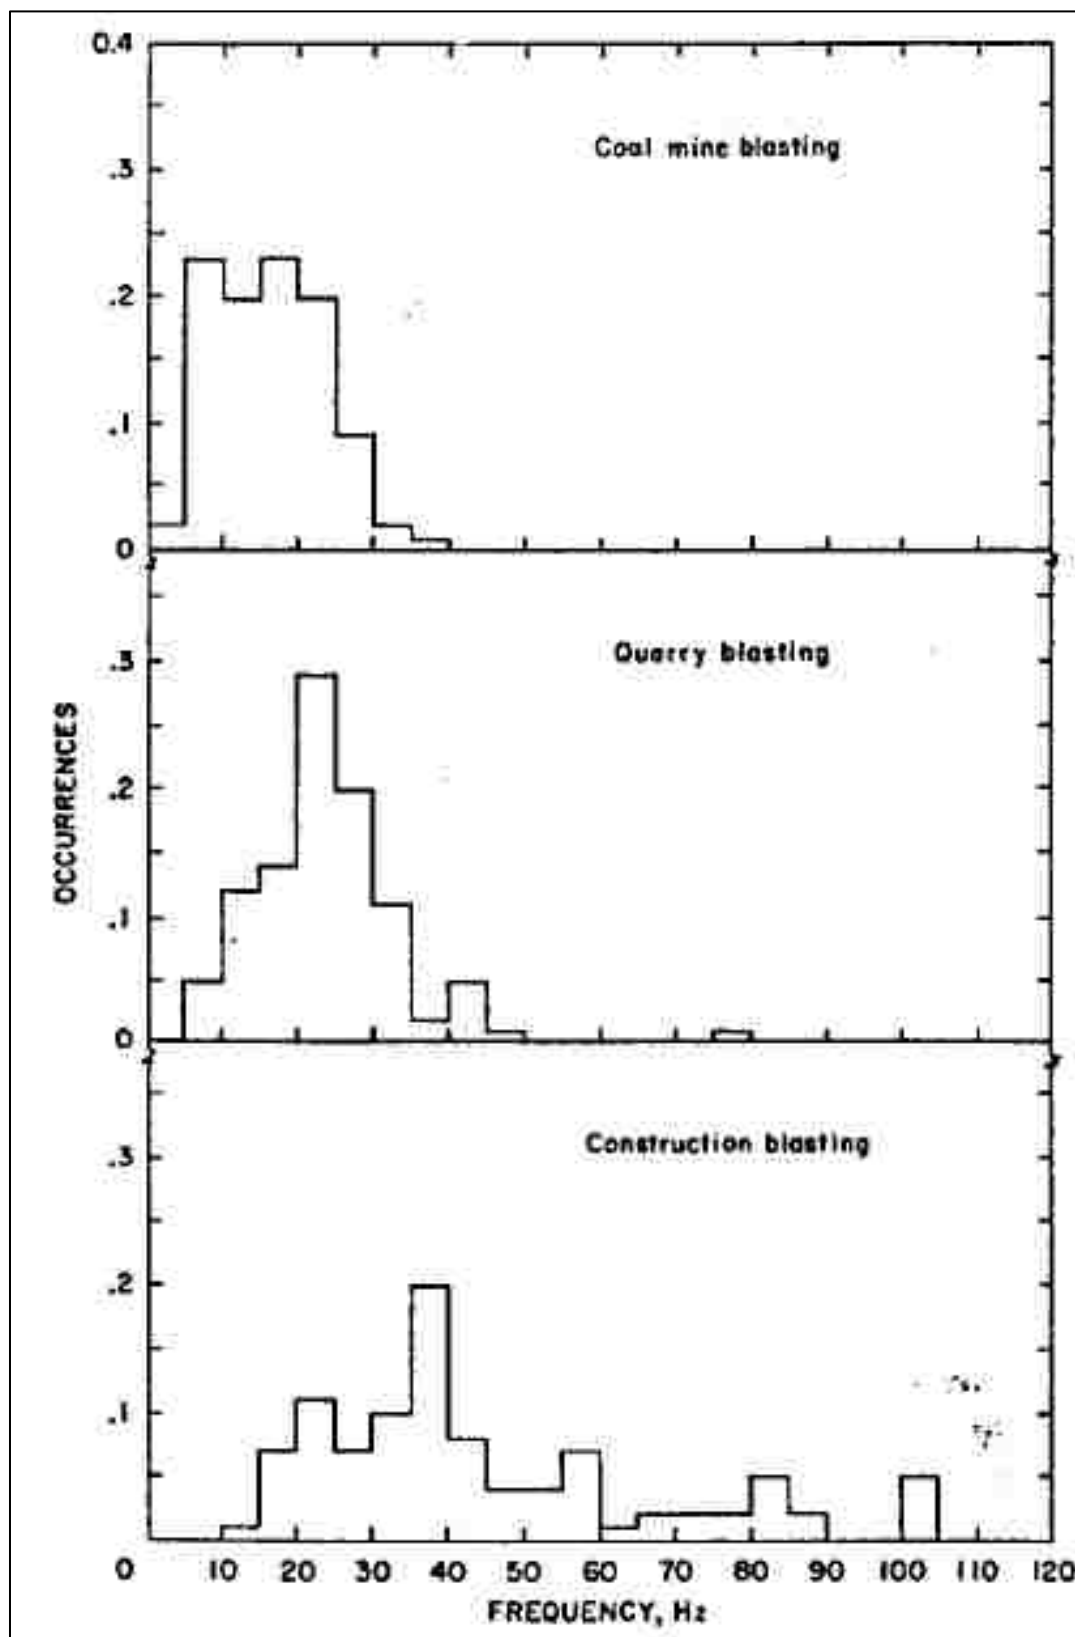 0.4
Coal mine blasting
.3
.2
.1
0
Quarry blasting
.3
.2
.1
0
OCCURRENCES
Construction blasting
.3
.2
.1
0 10 20 30 40 50 60 70 80 90 100 110 120
FREQUENCY, Hz